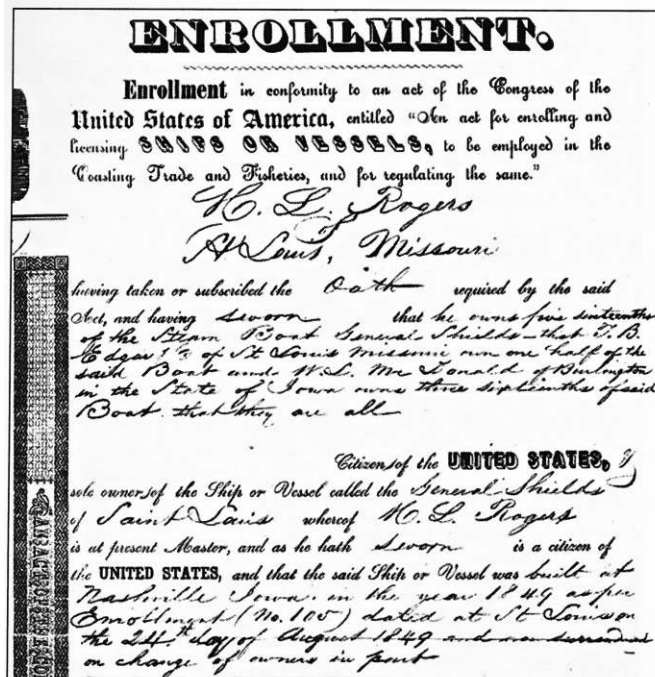 ENROLLMENT.
Enrollment in conformity to an act of the Congress of the
United States of America, entitled "An act for enrolling and
licensing SHIPS OR VESSELS, to be employed in the
Coasting Trade and Fisheries, and for regulating the same."
H. L. Rogers
St Louis, Missouri
having taken or subscribed the Oath required by the said
Act, and having sworn that he owns five sixteenths
of the Steam Boat General Shields - that T. B.
Edgar of St Louis Missouri own one half of the
said Boat and W. L. Mc Donald of Burlington
in the State of Iowa owns three sixteenths of said
Boat. that they are all
Citizens of the UNITED STATES, &
sole owners of the Ship or Vessel called the General Shields
of Saint Louis whereof H. L. Rogers
is at present Master, and as he hath sworn is a citizen of
the UNITED STATES, and that the said Ship or Vessel was built at
Nashville Iowa in the year 1849 as per
Enrollment (No. 105) dated at St Louis on
the 24th day of August 1849 and now surrendered
on change of owners in part